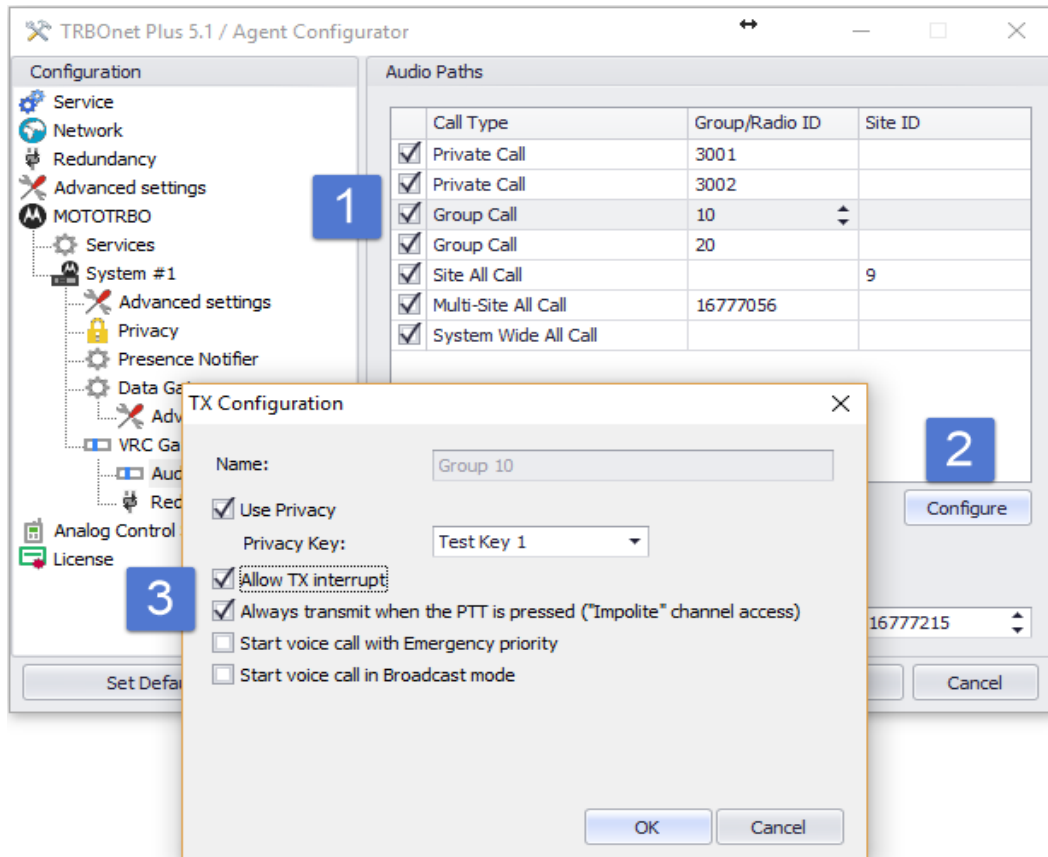 TRBOnet Plus 5.1 / Agent Configurator
Configuration
Service
Network
Redundancy
Advanced settings
MOTOTRBO
Services
System #1
Advanced settings
Privacy
Presence Notifier
Data
VRC
Analog Control
License
Audio Paths
Call Type Group/Radio ID Site ID
Private Call 3001
Private Call 3002
1
Group Call 10
Group Call 20
Site All Call 9
Multi-Site All Call 16777056
System Wide All Call
2
Configure
16777215
Set
Cancel
TX Configuration
Name: Group 10
Use Privacy
Privacy Key: Test Key 1
3
Allow TX interrupt
Always transmit when the PTT is pressed ("Impolite" channel access)
Start voice call with Emergency priority
Start voice call in Broadcast mode
OK Cancel